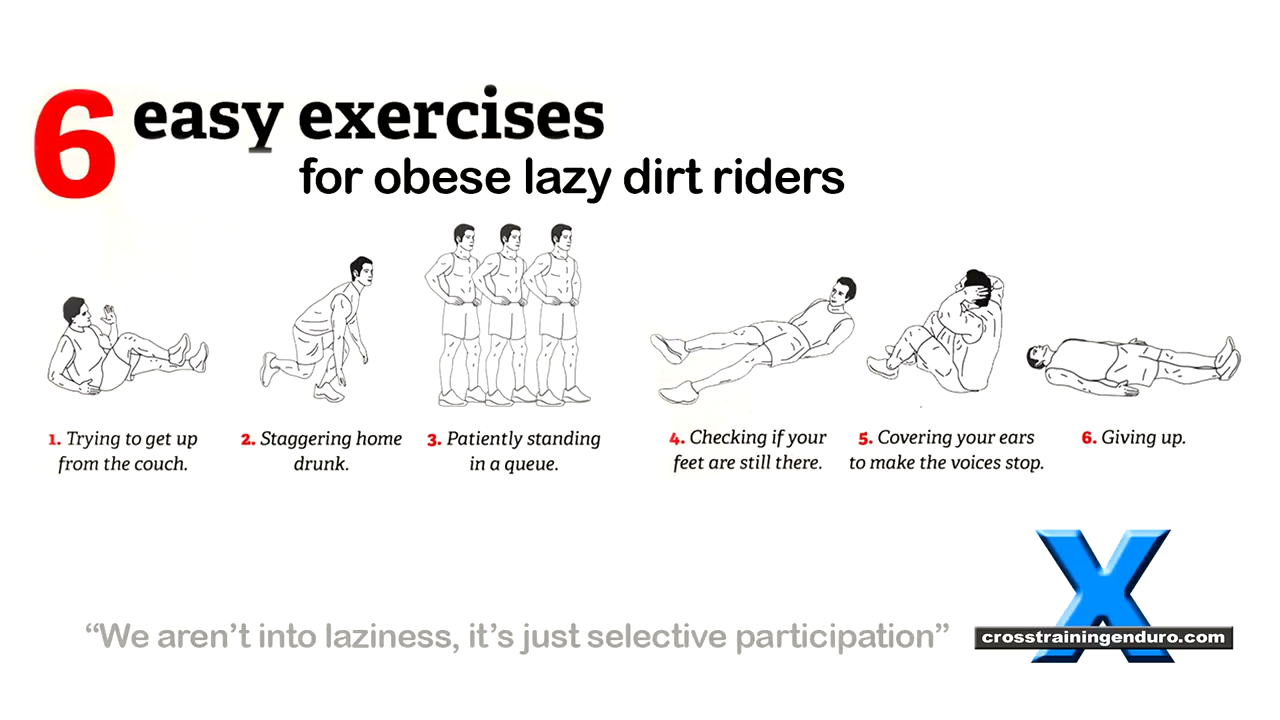 6 easy exercises
for obese lazy dirt riders
1. Trying to get up
from the couch.
2. Staggering home
drunk.
3. Patiently standing
in a queue.
4. Checking if your
feet are still there.
5. Covering your ears
to make the voices stop.
6. Giving up.
“We aren’t into laziness, it’s just selective participation”
X
crosstrainingenduro.com